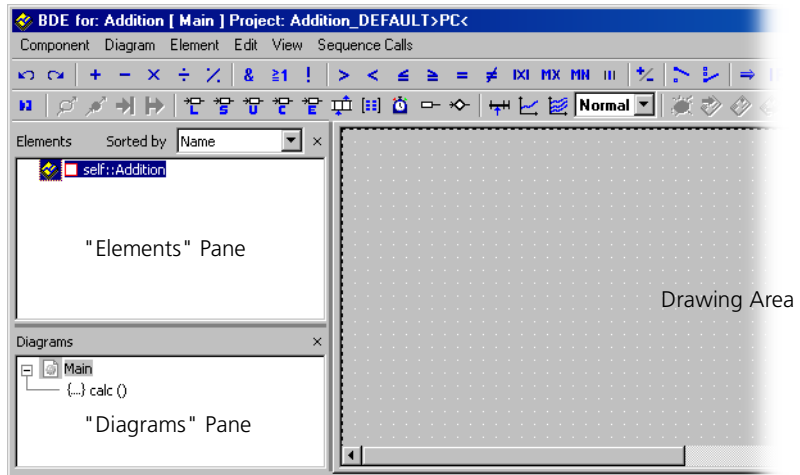 BDE for: Addition [ Main ] Project: Addition_DEFAULT>PC<
Component Diagram Element Edit View Sequence Calls
+ − × ÷ % & ≥1 ! > < ≤ ≥ = ≠ |X| MX MN
L S U C E Normal
Elements Sorted by Name ×
self::Addition
"Elements" Pane
Drawing Area
Diagrams ×
Main
{...} calc ()
"Diagrams" Pane